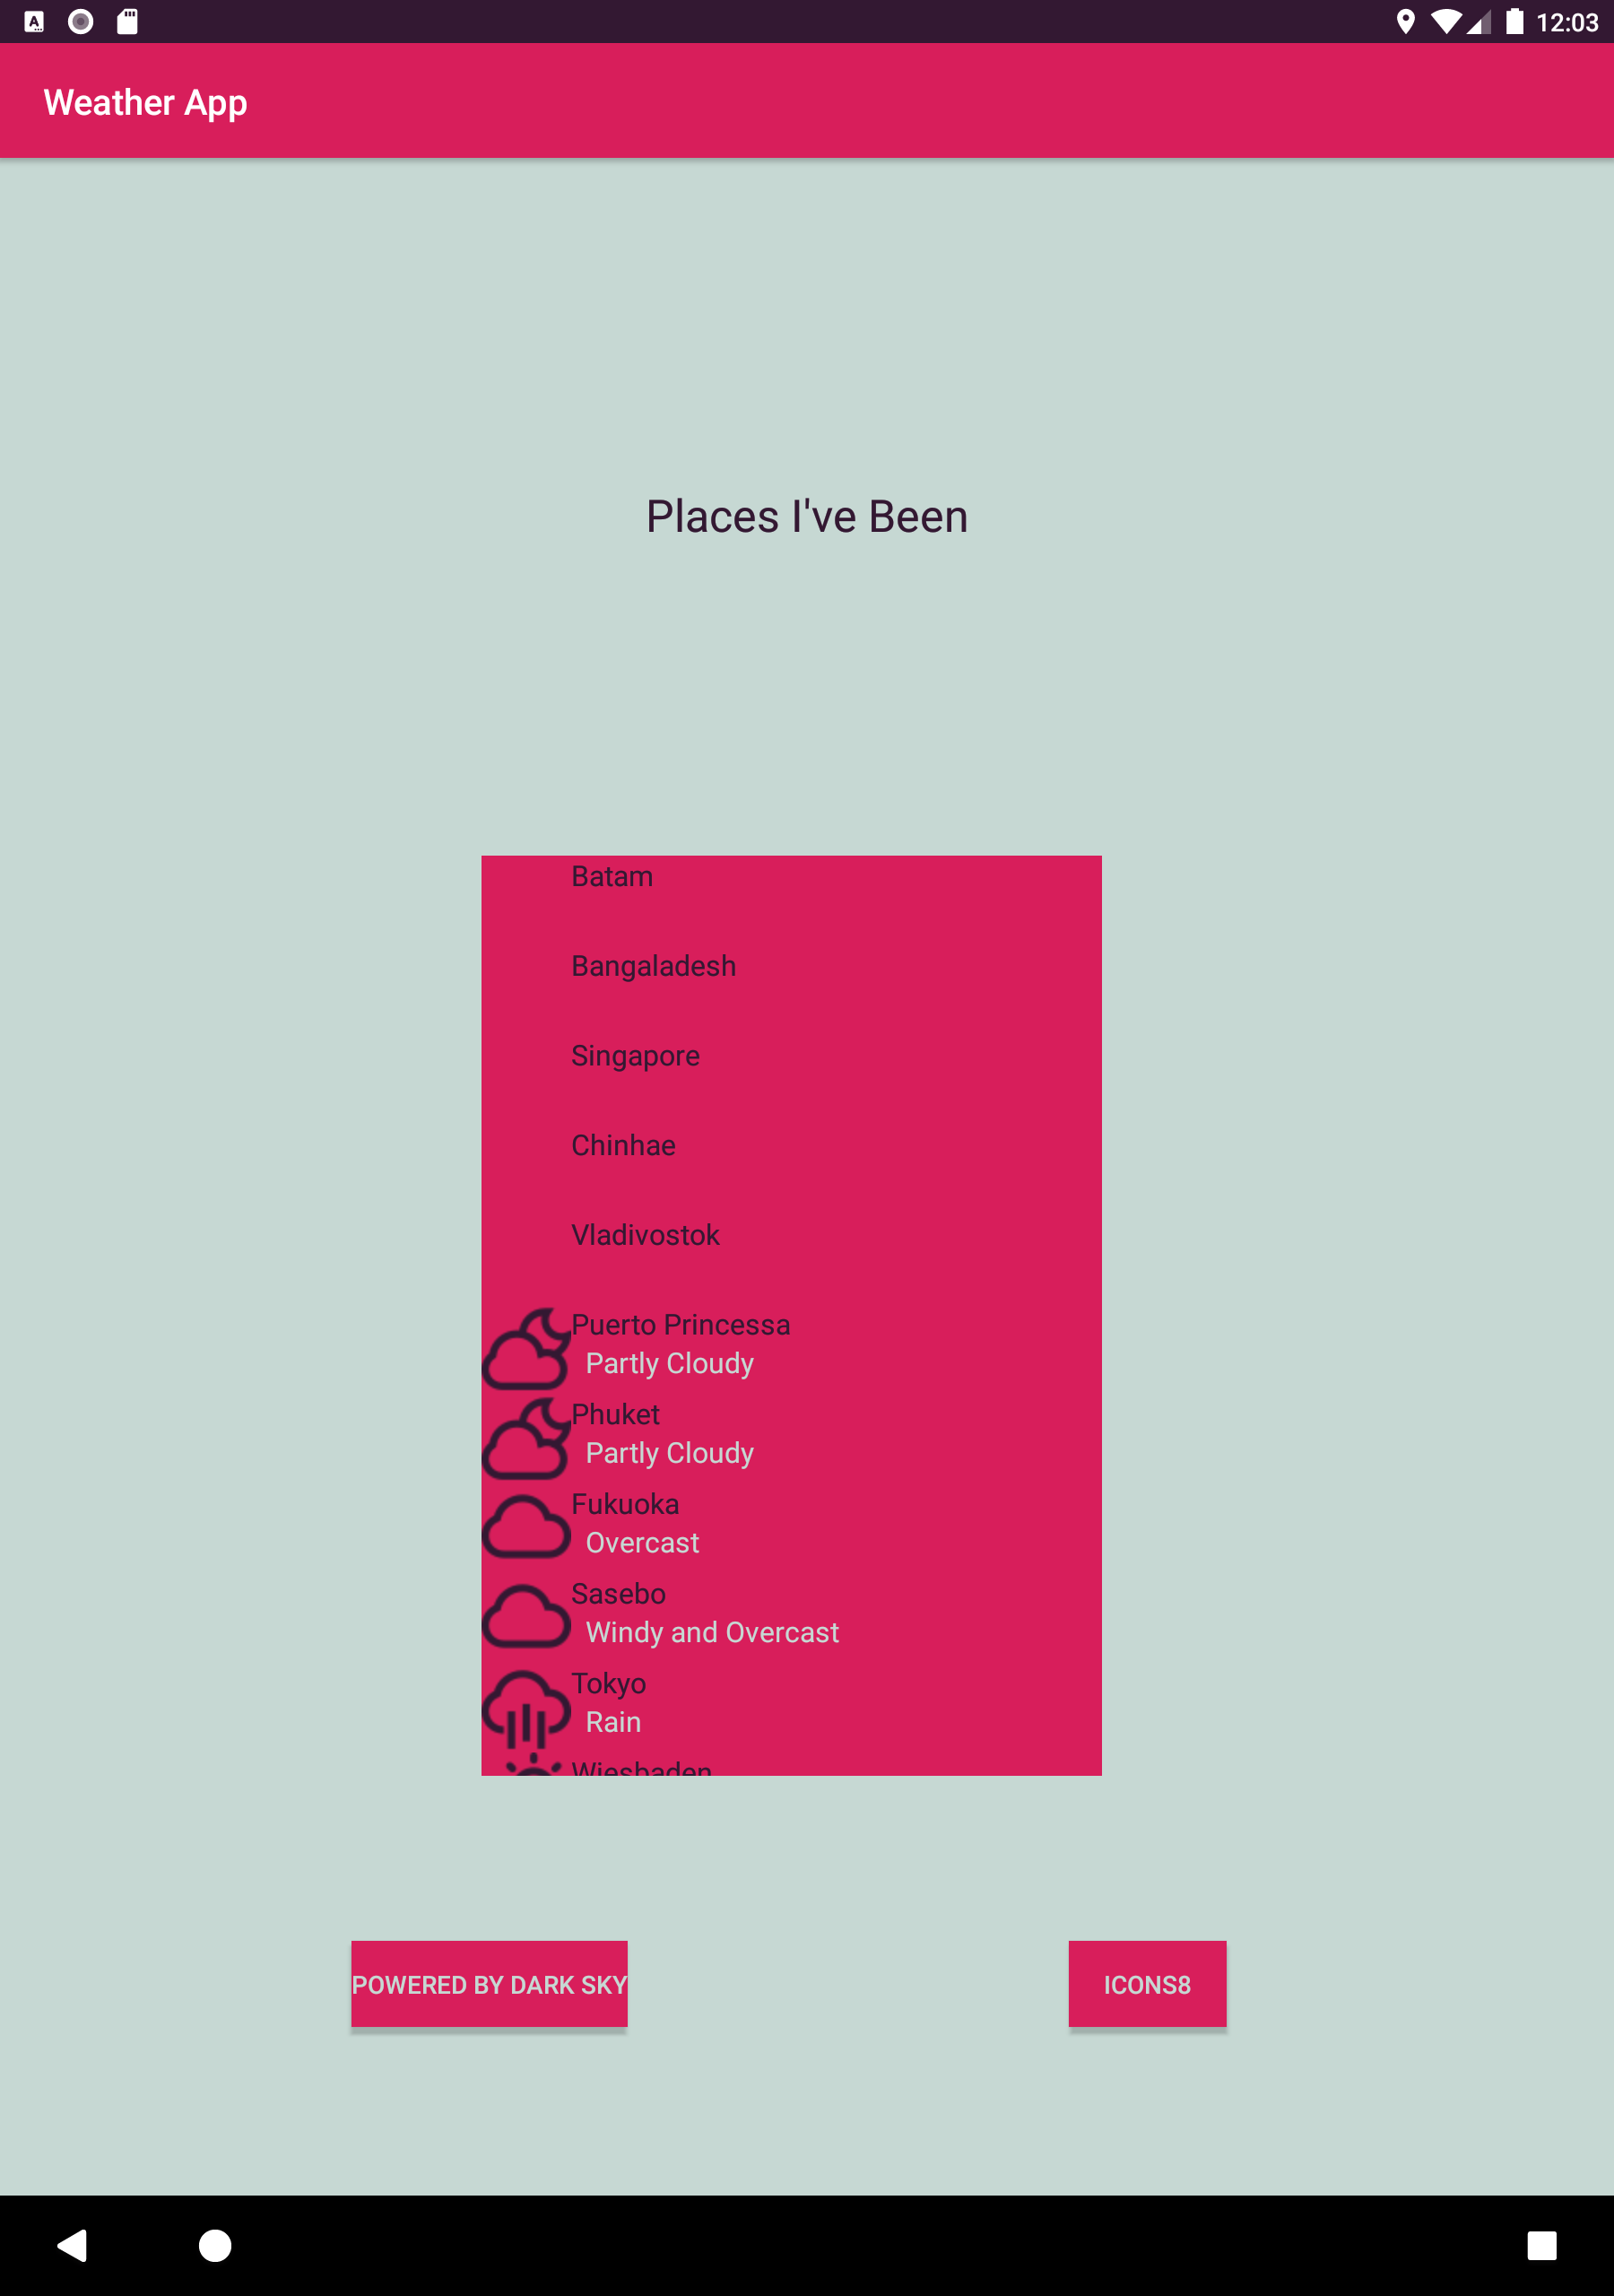 12:03
Weather App
Places I've Been
Batam
Bangaladesh
Singapore
Chinhae
Vladivostok
Puerto Princessa
Partly Cloudy
Phuket
Partly Cloudy
Fukuoka
Overcast
Sasebo
Windy and Overcast
Tokyo
Rain
Wiesbaden
POWERED BY DARK SKY
ICONS8